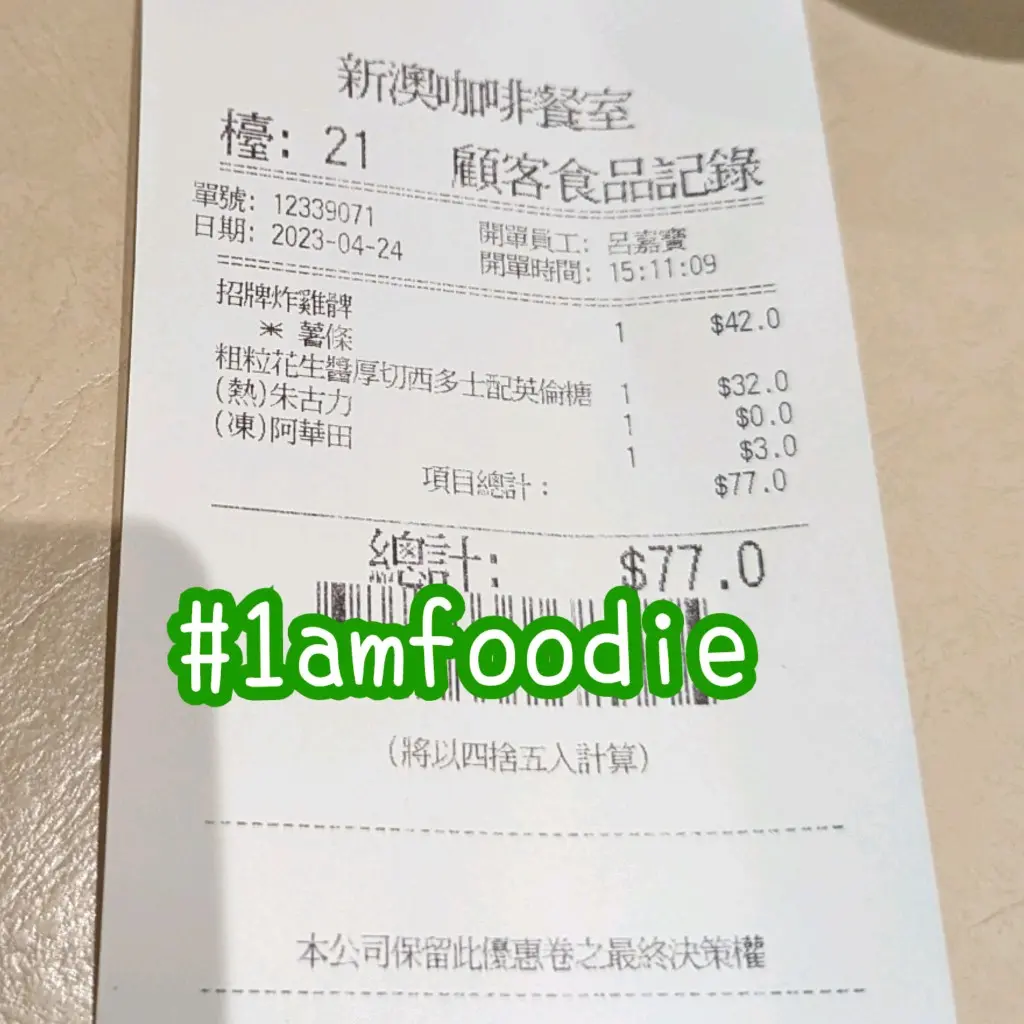 新澳咖啡餐室
檯: 21 顧客食品記錄
單號: 12339071 開單員工: 呂嘉寶
日期: 2023-04-24 開單時間: 15:11:09
招牌炸雞髀 1 $42.0
* 薯條
粗粒花生醬厚切西多士配英倫糖 1 $32.0
(熱)朱古力 1 $0.0
(凍)阿華田 1 $3.0
項目總計: $77.0
總計: $77.0
#1amfoodie
(將以四捨五入計算)
本公司保留此優惠卷之最終決策權